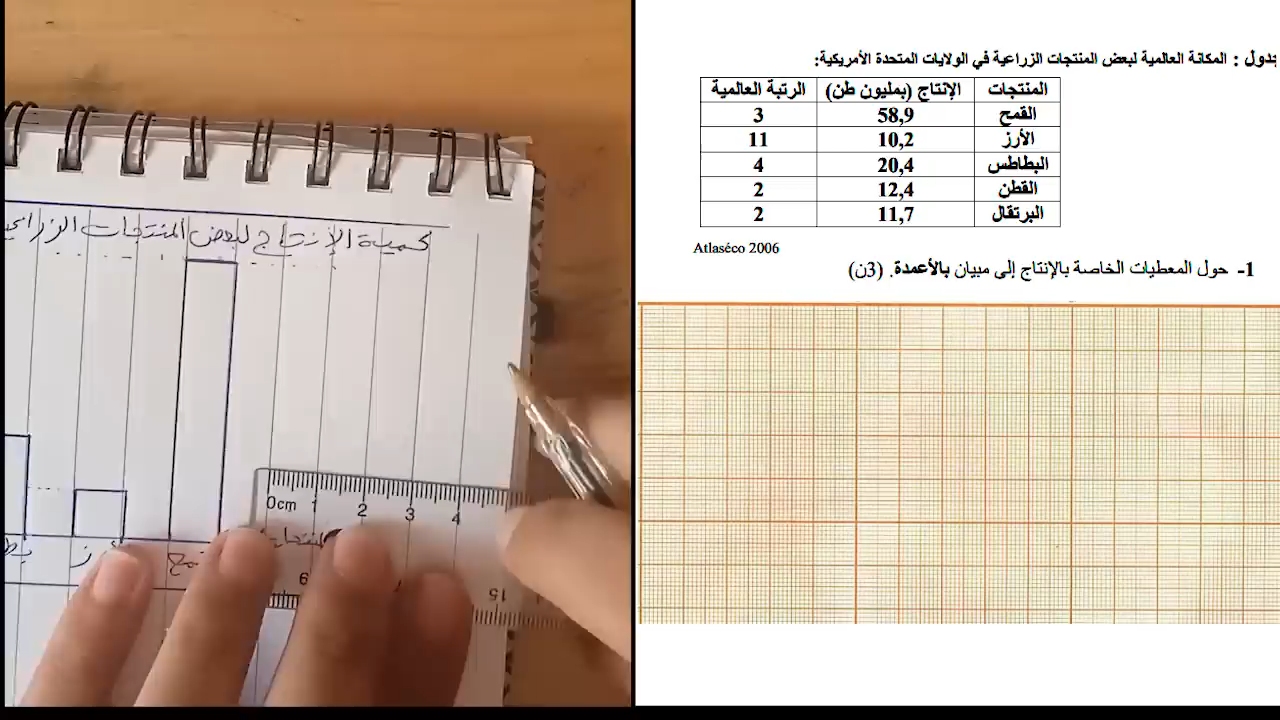 كمية الإنتاج لبعض المنتجات
0cm 1 2 3 4
6 15
جدول : المكانة العالمية لبعض المنتجات الزراعية في الولايات المتحدة الأمريكية:
المنتجات الإنتاج (بمليون طن) الرتبة العالمية
القمح 58,9 3
الأرز 10,2 11
البطاطس 20,4 4
القطن 12,4 2
البرتقال 11,7 2
Atlaséco 2006
1- حول المعطيات الخاصة بالإنتاج إلى مبيان بالأعمدة. (3ن)